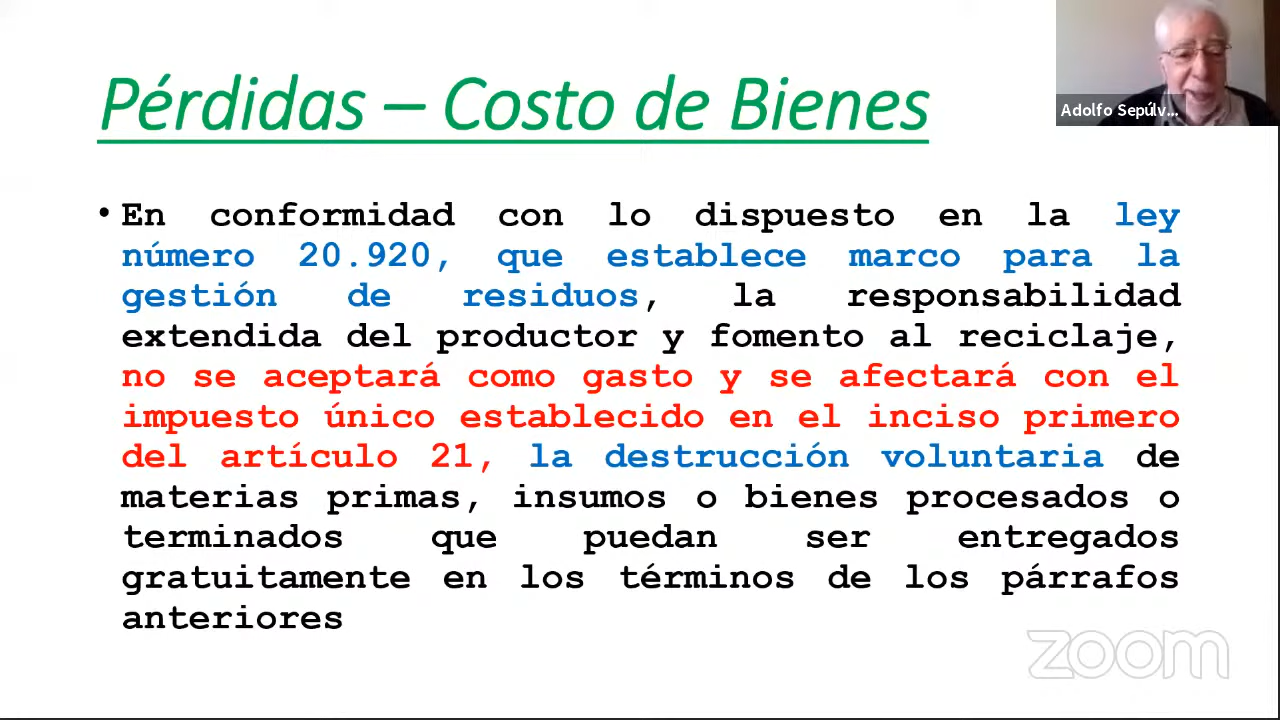 Pérdidas – Costo de Bienes
Adolfo Sepúlv...
• En conformidad con lo dispuesto en la ley
número 20.920, que establece marco para la
gestión de residuos, la responsabilidad
extendida del productor y fomento al reciclaje,
no se aceptará como gasto y se afectará con el
impuesto único establecido en el inciso primero
del artículo 21, la destrucción voluntaria de
materias primas, insumos o bienes procesados o
terminados que puedan ser entregados
gratuitamente en los términos de los párrafos
anteriores
zoom